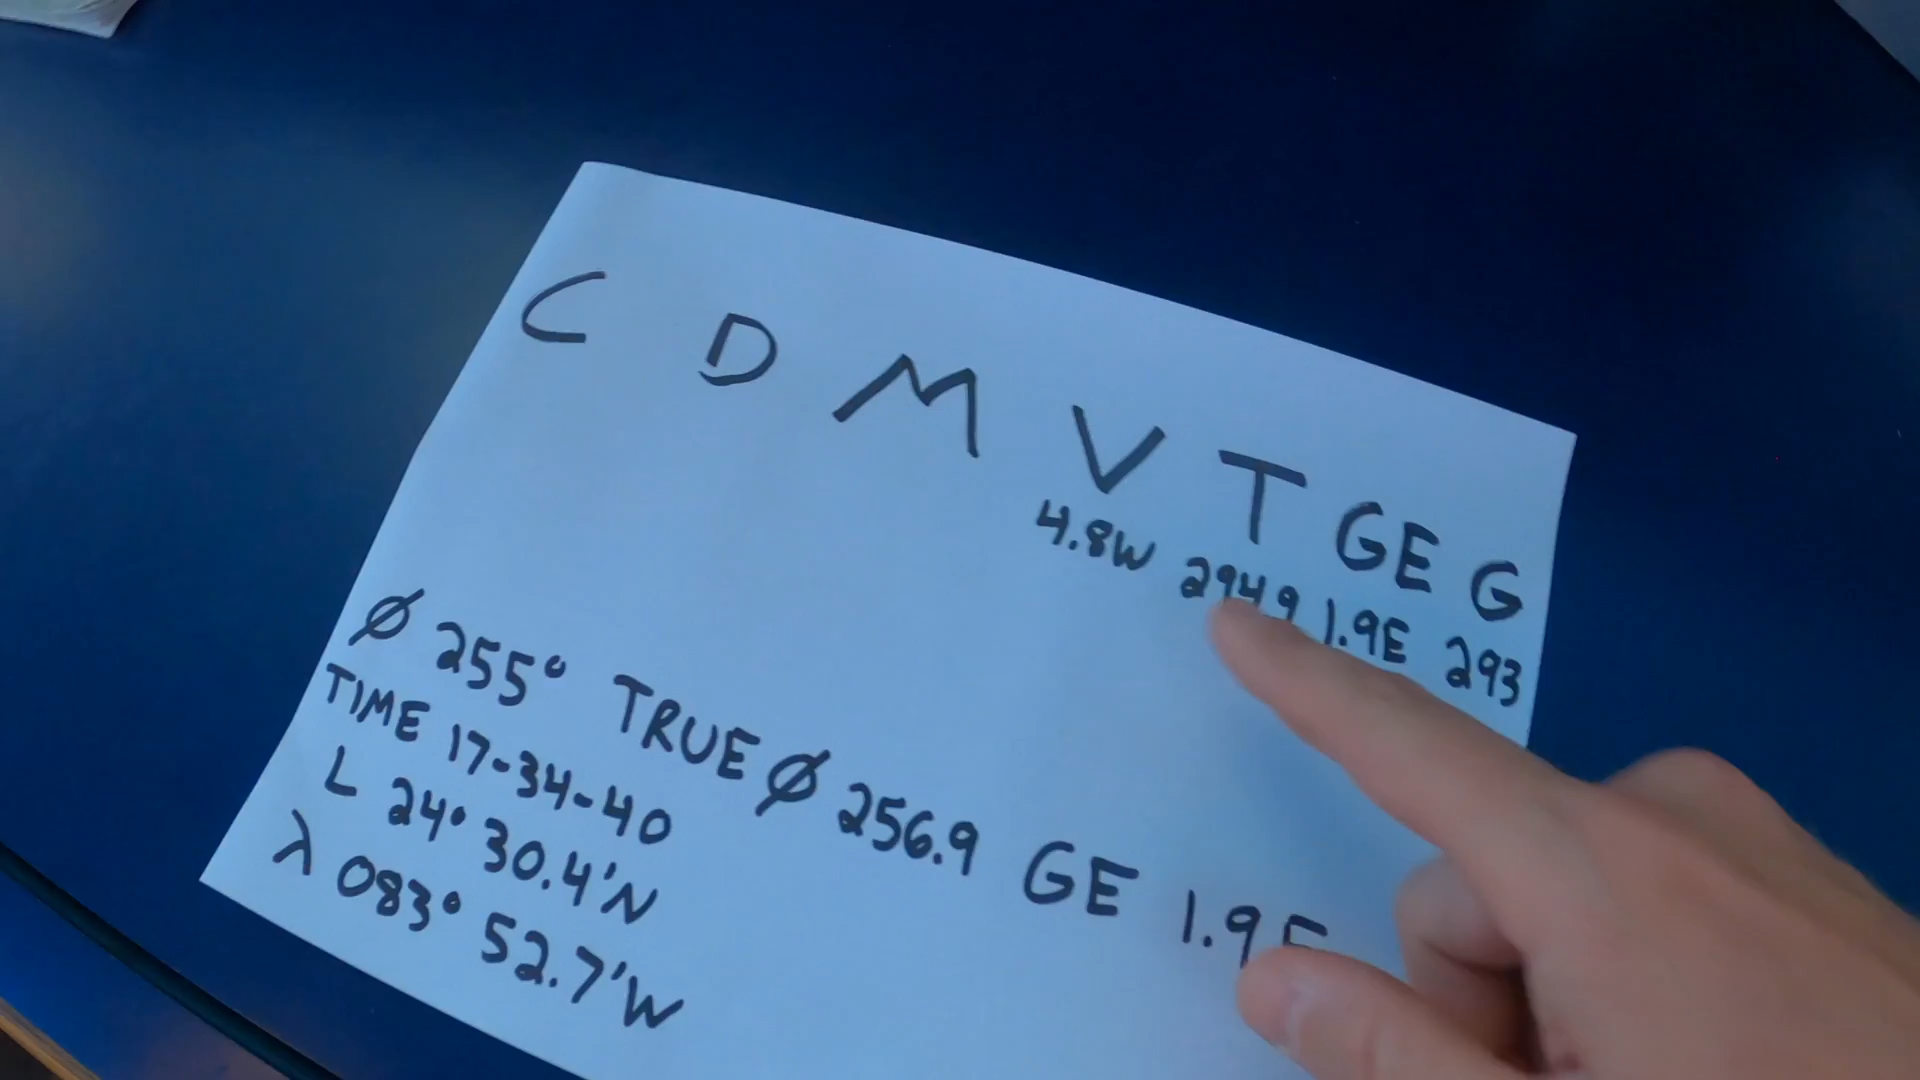 C D M V T GE G
4.8W 294.9 1.9E 293
Ø 255° TRUE Ø 256.9 GE 1.9E
TIME 17-34-40
L 24° 30.4'N
λ 083° 52.7'W